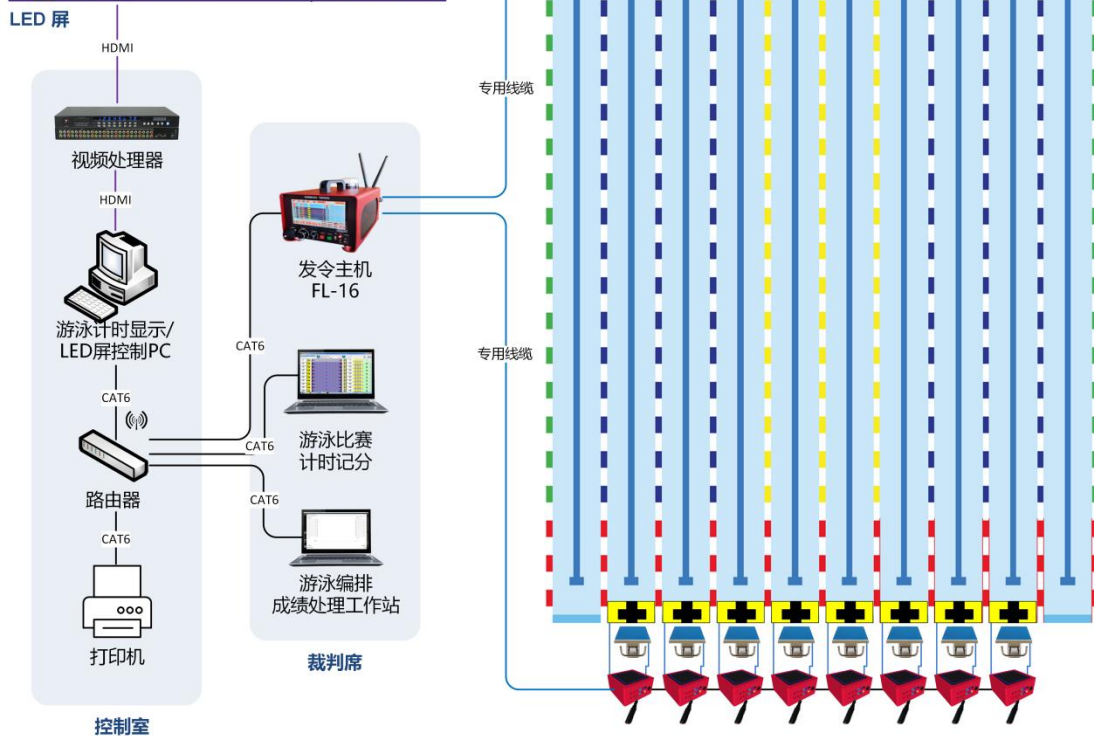 LED 屏
HDMI
视频处理器
HDMI
游泳计时显示/
LED屏控制PC
CAT6
路由器
CAT6
打印机
控制室
发令主机
FL-16
CAT6
游泳比赛
计时记分
CAT6
CAT6
游泳编排
成绩处理工作站
裁判席
专用线缆
专用线缆